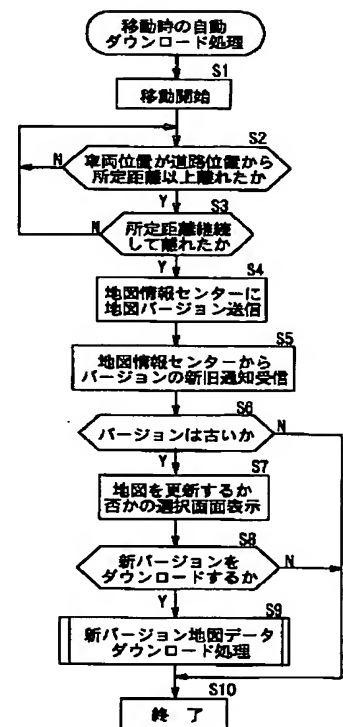 移動時の自動
ダウンロード処理
S1
移動開始
S2
N
車両位置が道路位置から
所定距離以上離れたか
Y
S3
N
所定距離継続
して離れたか
Y
S4
地図情報センターに
地図バージョン送信
S5
地図情報センターから
バージョンの新旧通知受信
S6
バージョンは古いか
N
Y
S7
地図を更新するか
否かの選択画面表示
S8
新バージョンを
ダウンロードするか
N
Y
S9
新バージョン地図データ
ダウンロード処理
S10
終 了